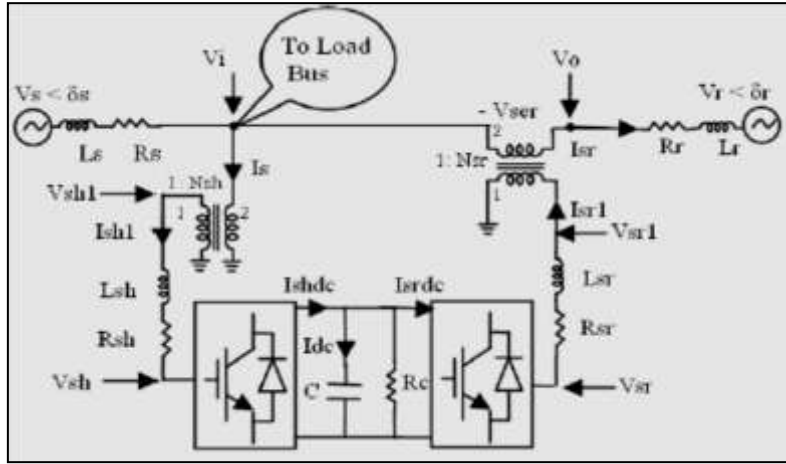 To Load
Bus
Vi
Vo
Vs < δs
Vr < δr
- Vser
2
Ls
Rs
Isr
Rr
Lr
Is
1: Nsr
1: Nsh
Vsh1
1
2
1
Isr1
Ish1
Vsr1
Lsh
Ishdc
Isrdc
Lsr
Rsh
Idc
Rsr
Vsh
C
Rc
Vsr